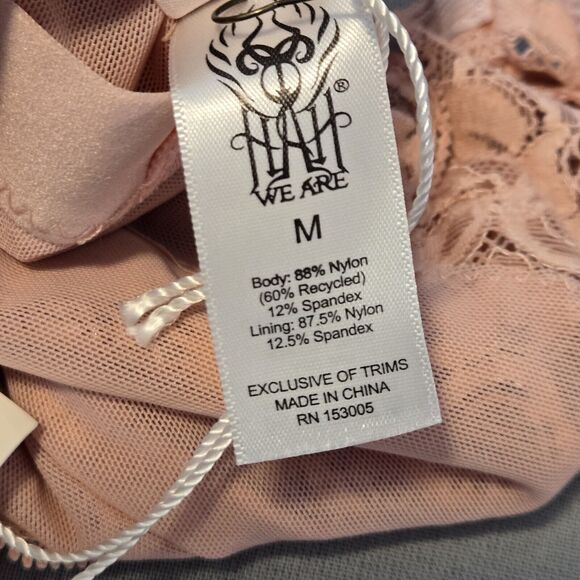 HAH
®
WE ARE
M
Body: 88% Nylon
(60% Recycled)
12% Spandex
Lining: 87.5% Nylon
12.5% Spandex
EXCLUSIVE OF TRIMS
MADE IN CHINA
RN 153005